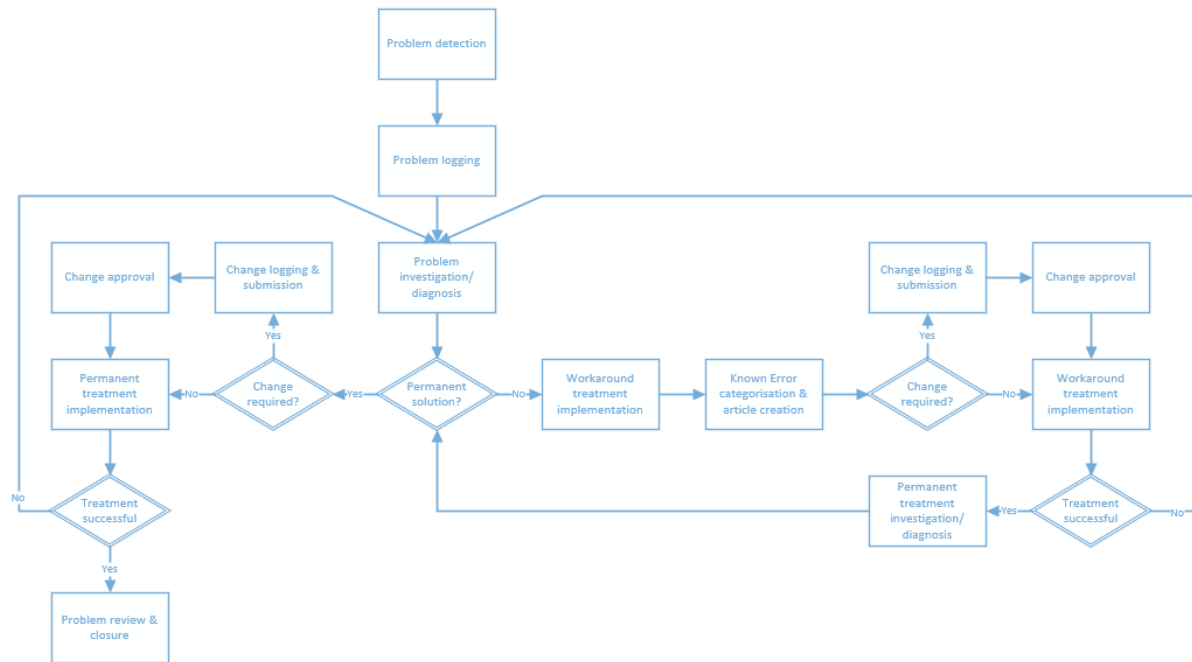 Problem detection
Problem logging
Change approval
Change logging &
submission
Problem
investigation/
diagnosis
Change logging &
submission
Change approval
Yes
Yes
Permanent
treatment
implementation
No
Change
required?
Yes
Permanent
solution?
No
Workaround
treatment
implementation
Known Error
categorisation &
article creation
Change
required?
No
Workaround
treatment
implementation
No
Treatment
successful
Permanent
treatment
investigation/
diagnosis
Yes
Treatment
successful
No
Yes
Problem review &
closure